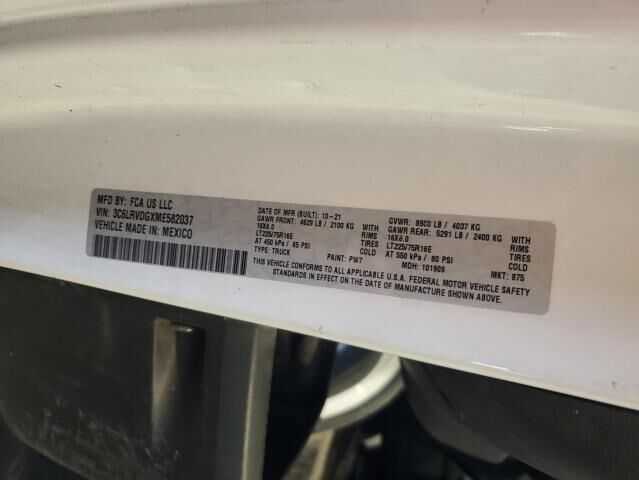 MFD BY: FCA US LLC
VIN: 3C6LRVDGXME582037
VEHICLE MADE IN: MEXICO
DATE OF MFR (BUILT): 10-21
GAWR FRONT: 4629 LB / 2100 KG WITH
16X6.0 RIMS
LT225/75R16E TIRES
AT 450 kPa / 65 PSI COLD
TYPE: TRUCK PAINT: PW7
GVWR: 8900 LB / 4037 KG
GAWR REAR: 5291 LB / 2400 KG WITH
16X6.0 RIMS
LT225/75R16E TIRES
AT 550 kPa / 80 PSI COLD
MDH: 101909 MKT: 875
THIS VEHICLE CONFORMS TO ALL APPLICABLE U.S.A. FEDERAL MOTOR VEHICLE SAFETY
STANDARDS IN EFFECT ON THE DATE OF MANUFACTURE SHOWN ABOVE.